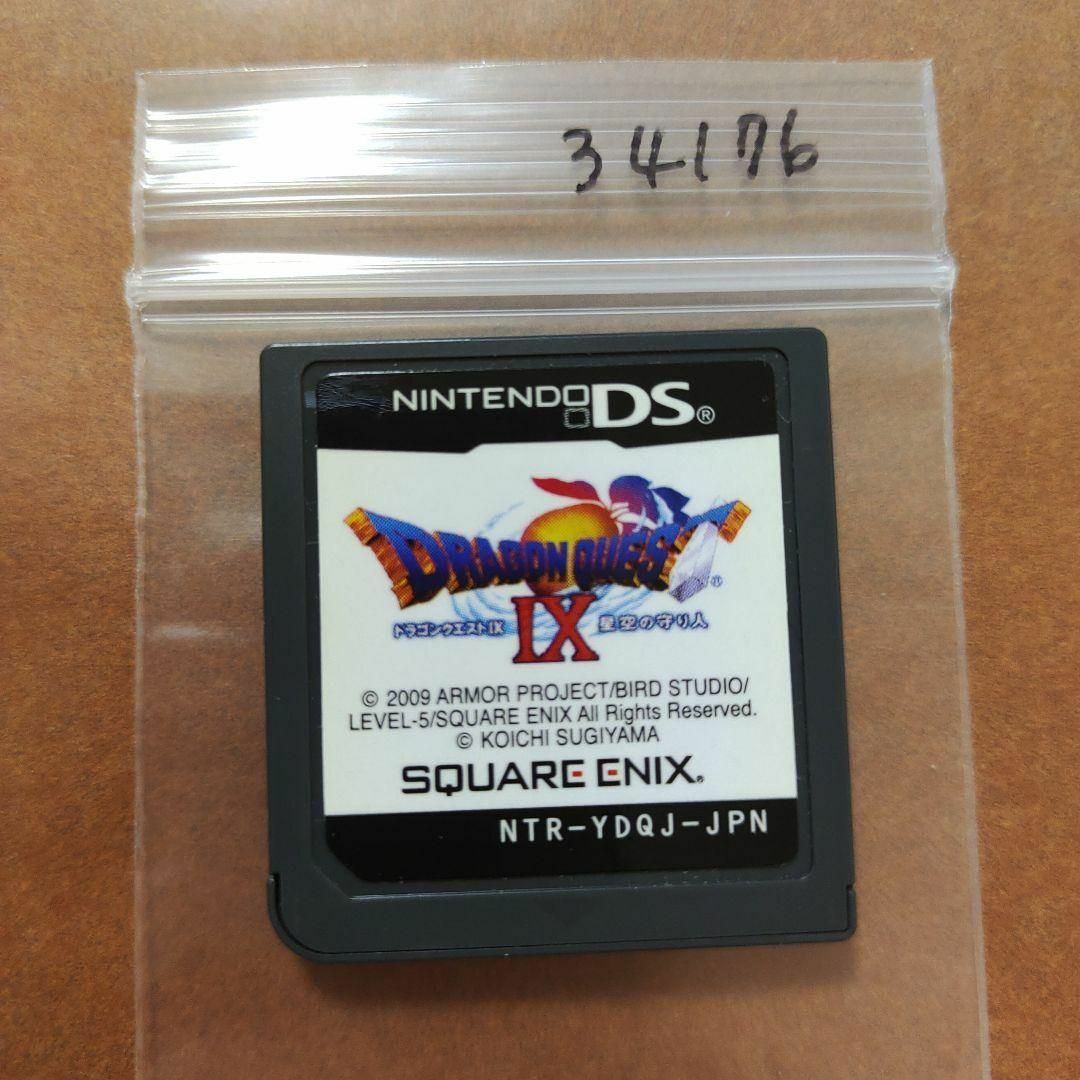 34176
NINTENDO DS®
DRAGON QUEST®
IX
ドラゴンクエストIX 星空の守り人
© 2009 ARMOR PROJECT/BIRD STUDIO/
LEVEL-5/SQUARE ENIX All Rights Reserved.
© KOICHI SUGIYAMA
SQUARE ENIX®
NTR-YDQJ-JPN